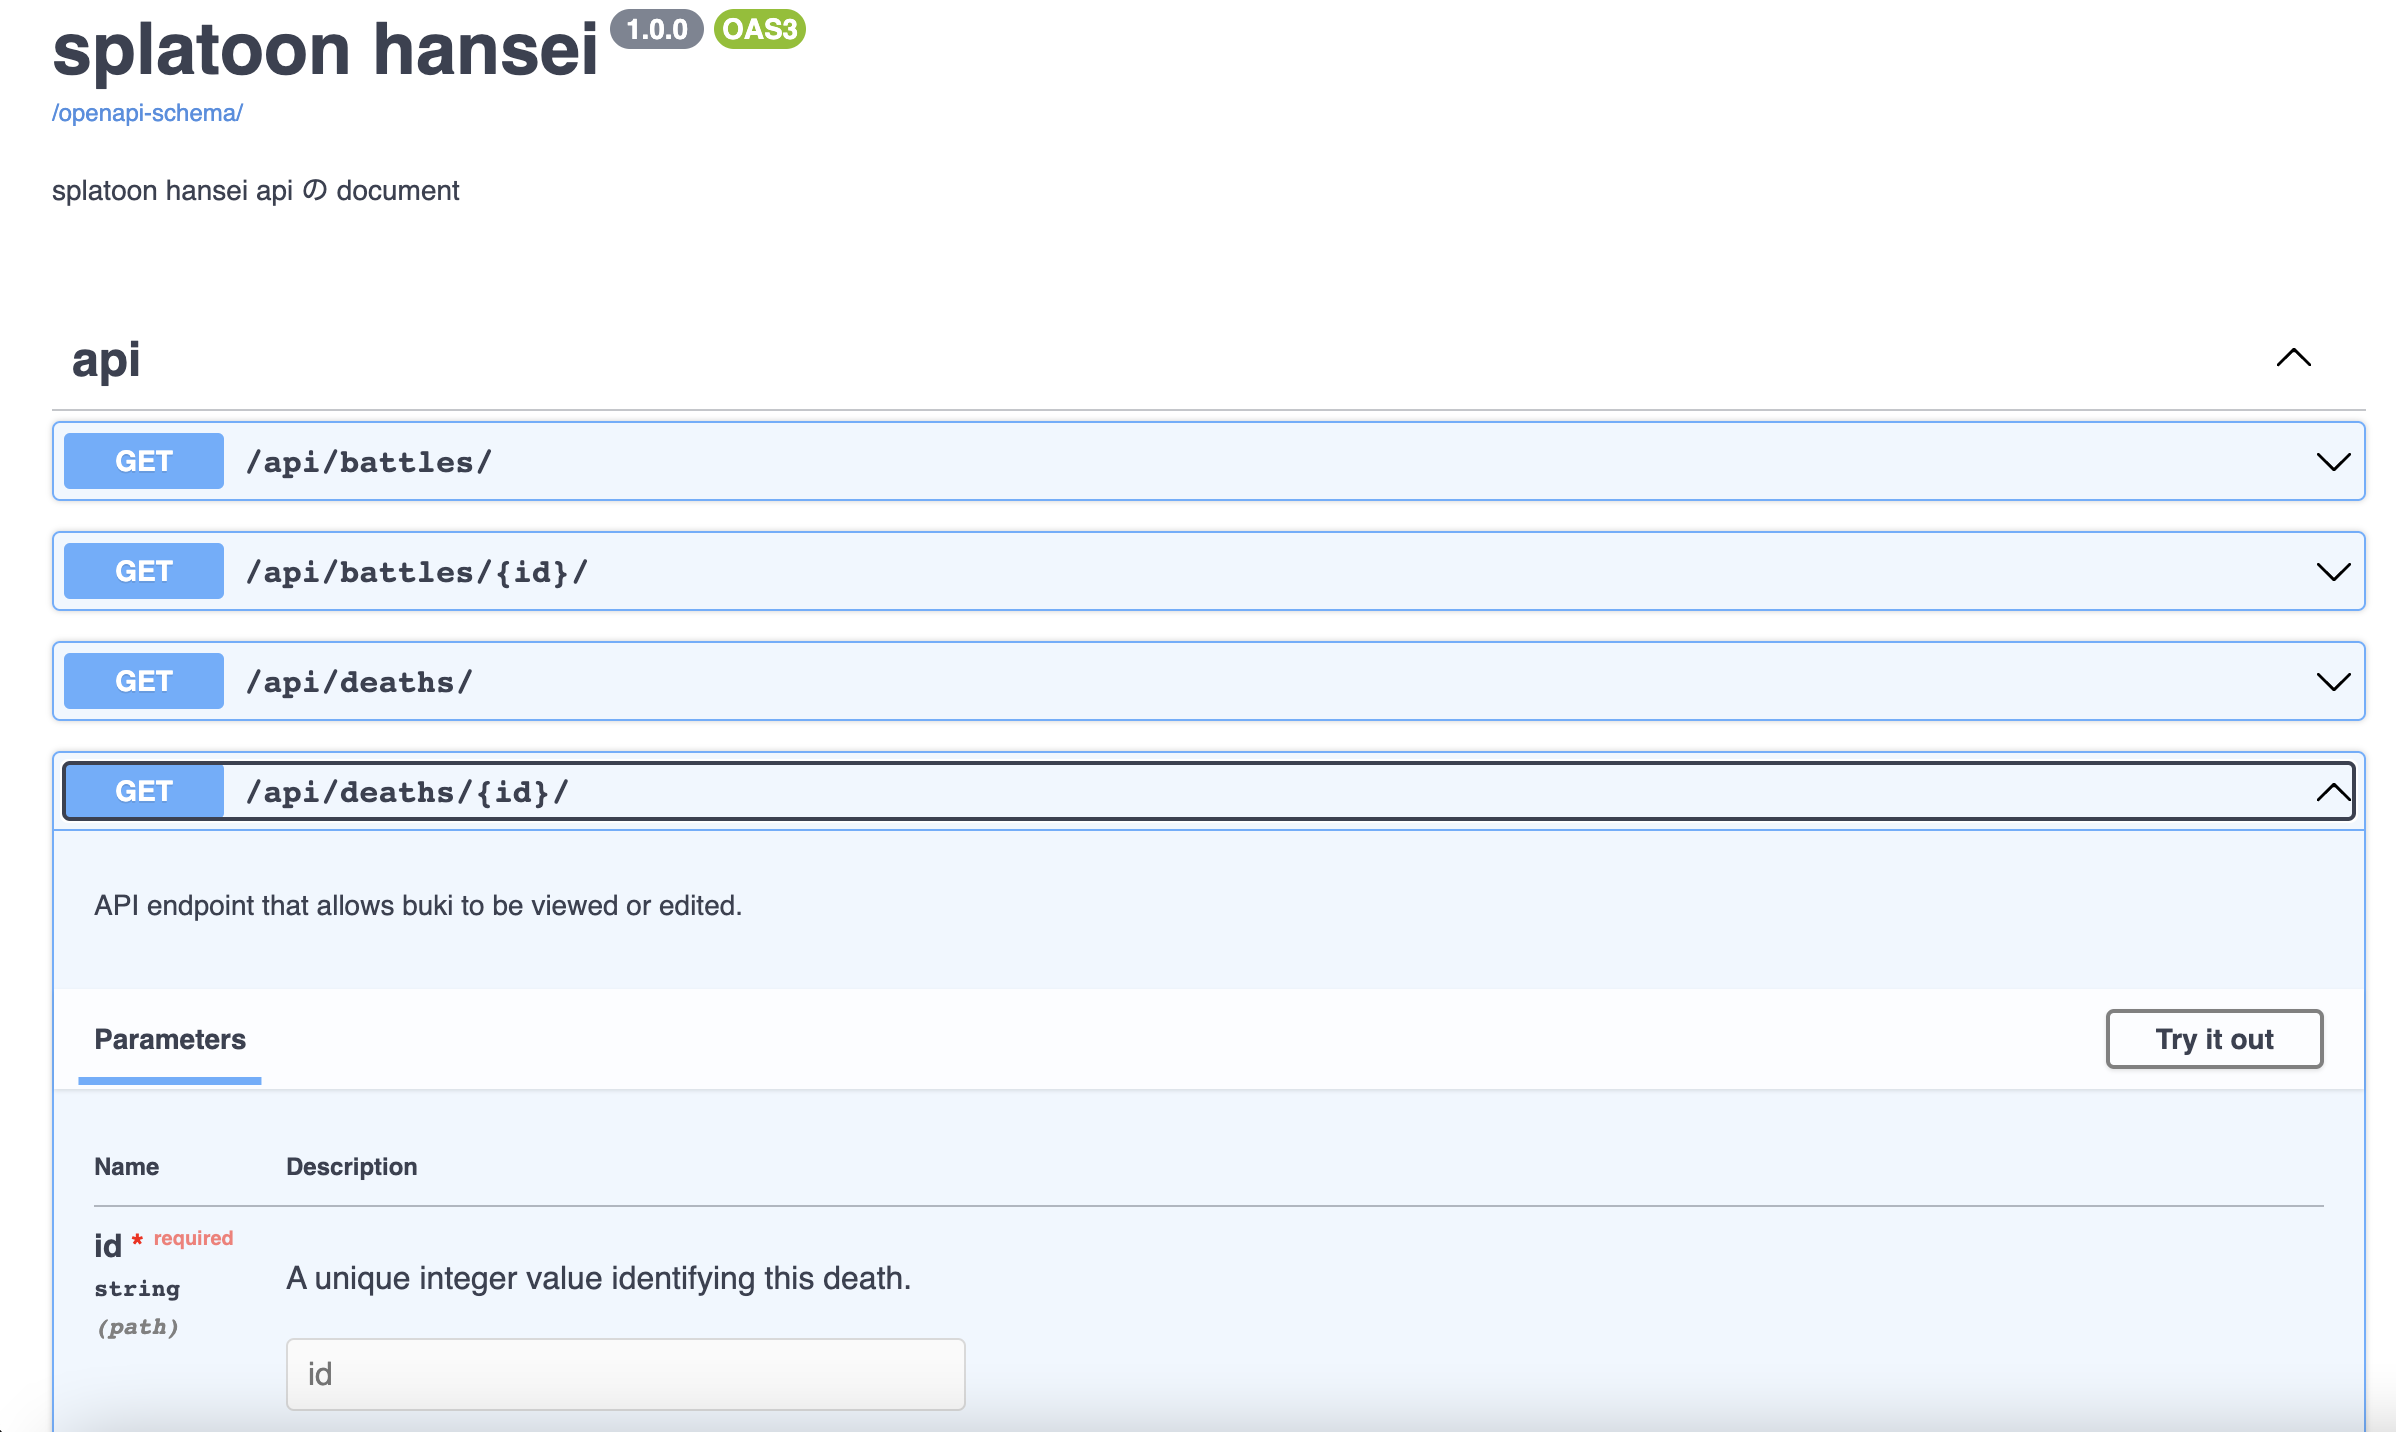 splatoon hansei 1.0.0 OAS3
/openapi-schema/
splatoon hansei api の document
api
GET /api/battles/
GET /api/battles/{id}/
GET /api/deaths/
GET /api/deaths/{id}/
API endpoint that allows buki to be viewed or edited.
Parameters Try it out
Name Description
id * required
string
(path)
A unique integer value identifying this death.
id